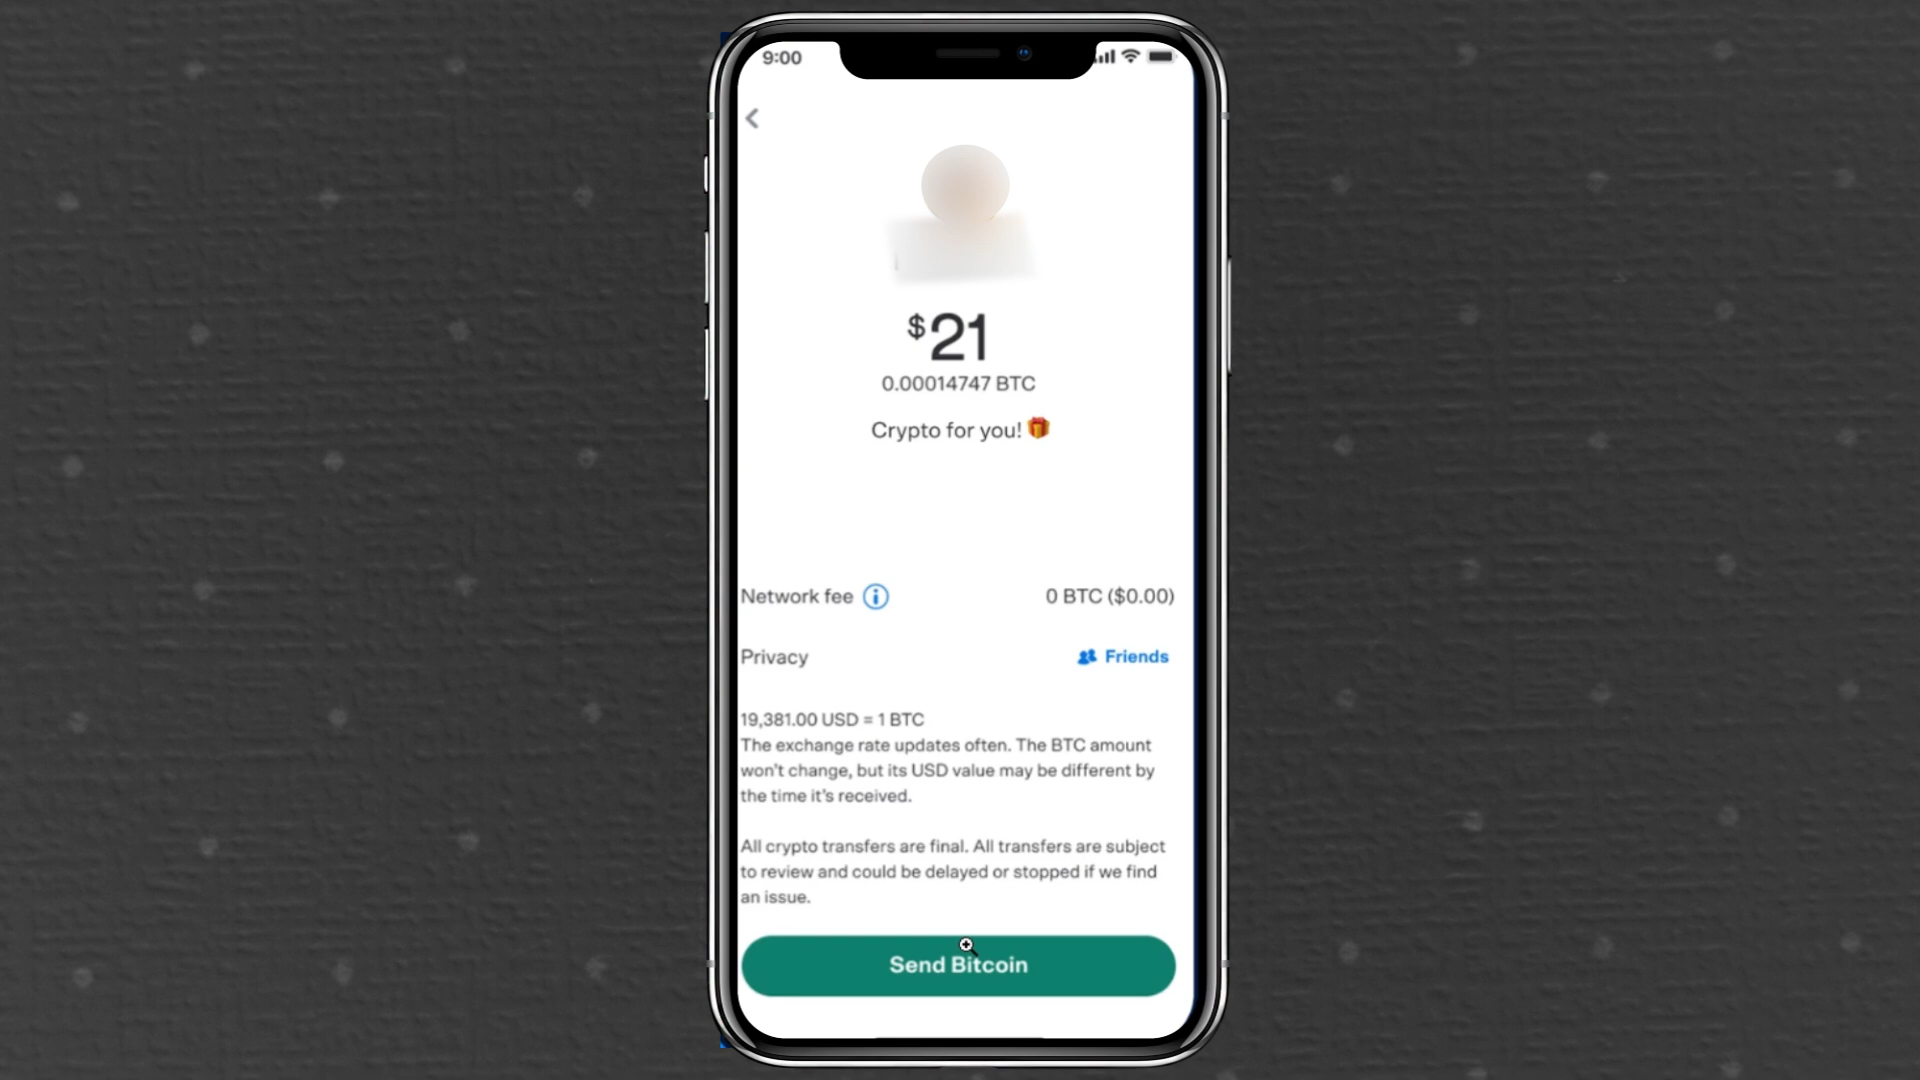 9:00
$21
0.00014747 BTC
Crypto for you! 🎁
Network fee 0 BTC ($0.00)
Privacy Friends
19,381.00 USD = 1 BTC
The exchange rate updates often. The BTC amount
won't change, but its USD value may be different by
the time it's received.
All crypto transfers are final. All transfers are subject
to review and could be delayed or stopped if we find
an issue.
Send Bitcoin